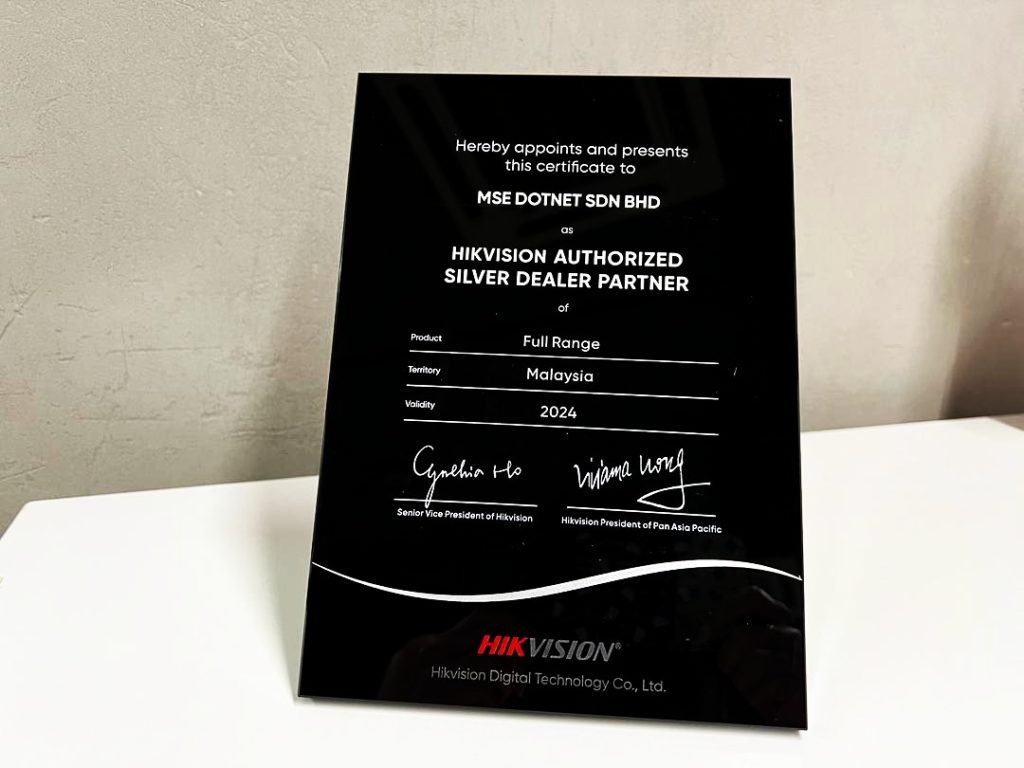 Hereby appoints and presents
this certificate to
MSE DOTNET SDN BHD
as
HIKVISION AUTHORIZED
SILVER DEALER PARTNER
of
Product Full Range
Territory Malaysia
Validity 2024
Cynthia Ho
Senior Vice President of Hikvision Hikvision President of Pan Asia Pacific
HIKVISION®
Hikvision Digital Technology Co., Ltd.